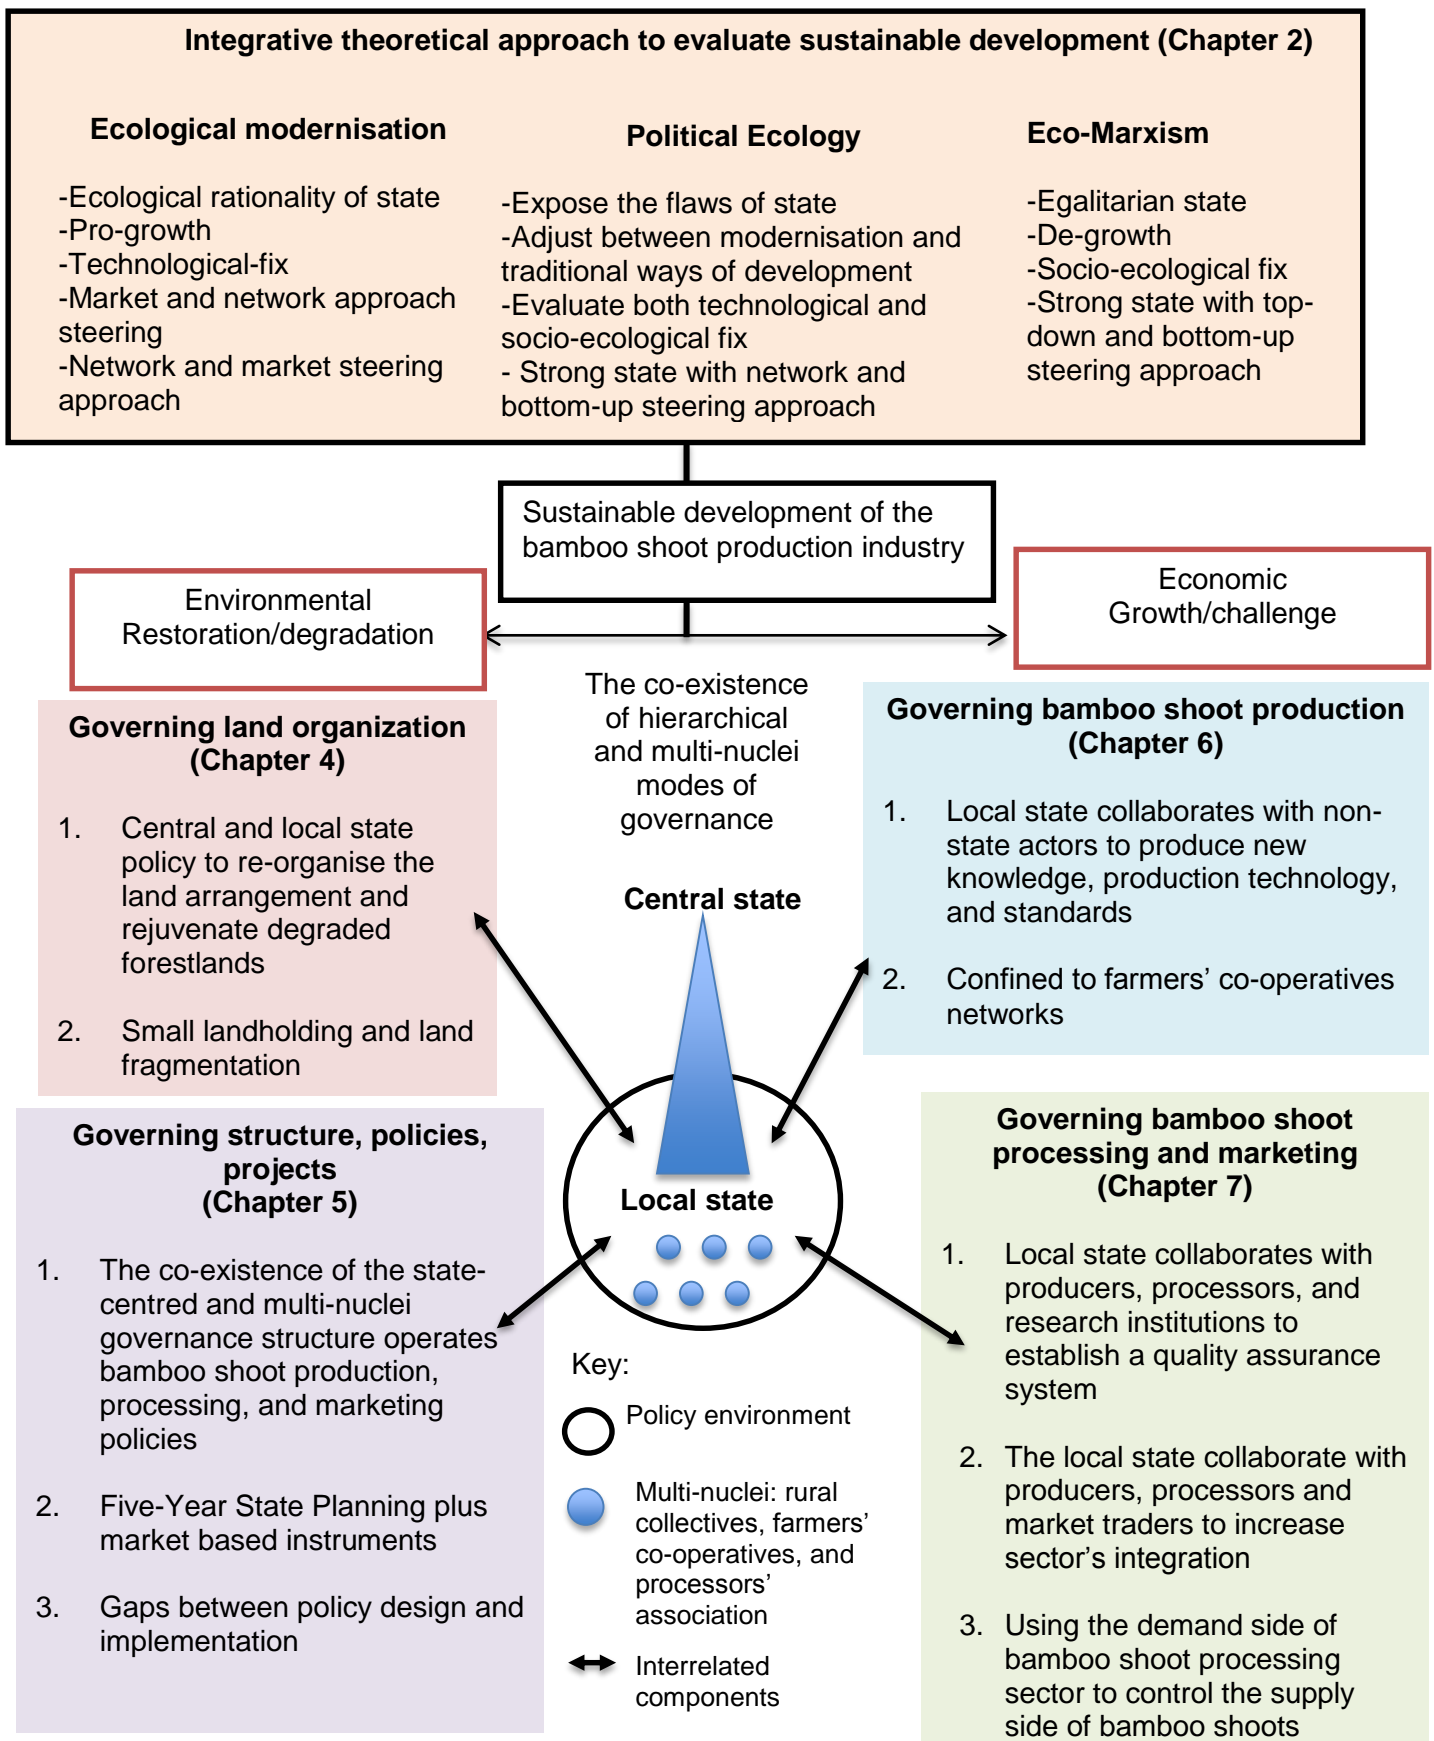 Integrative theoretical approach to evaluate sustainable development (Chapter 2)
Ecological modernisation
-Ecological rationality of state
-Pro-growth
-Technological-fix
-Market and network approach
steering
-Network and market steering
approach
Political Ecology
-Expose the flaws of state
-Adjust between modernisation and
traditional ways of development
-Evaluate both technological and
socio-ecological fix
- Strong state with network and
bottom-up steering approach
Eco-Marxism
-Egalitarian state
-De-growth
-Socio-ecological fix
-Strong state with top-
down and bottom-up
steering approach
Sustainable development of the
bamboo shoot production industry
Environmental
Restoration/degradation
Economic
Growth/challenge
The co-existence
of hierarchical
and multi-nuclei
modes of
governance
Governing land organization
(Chapter 4)
1. Central and local state
policy to re-organise the
land arrangement and
rejuvenate degraded
forestlands
2. Small landholding and land
fragmentation
Governing bamboo shoot production
(Chapter 6)
1. Local state collaborates with non-
state actors to produce new
knowledge, production technology,
and standards
2. Confined to farmers’ co-operatives
networks
Central state
Local state
Governing structure, policies,
projects
(Chapter 5)
1. The co-existence of the state-
centred and multi-nuclei
governance structure operates
bamboo shoot production,
processing, and marketing
policies
2. Five-Year State Planning plus
market based instruments
3. Gaps between policy design and
implementation
Governing bamboo shoot
processing and marketing
(Chapter 7)
1. Local state collaborates with
producers, processors, and
research institutions to
establish a quality assurance
system
2. The local state collaborate with
producers, processors and
market traders to increase
sector’s integration
3. Using the demand side of
bamboo shoot processing
sector to control the supply
side of bamboo shoots
Key:
Policy environment
Multi-nuclei: rural
collectives, farmers’
co-operatives, and
processors’
association
Interrelated
components